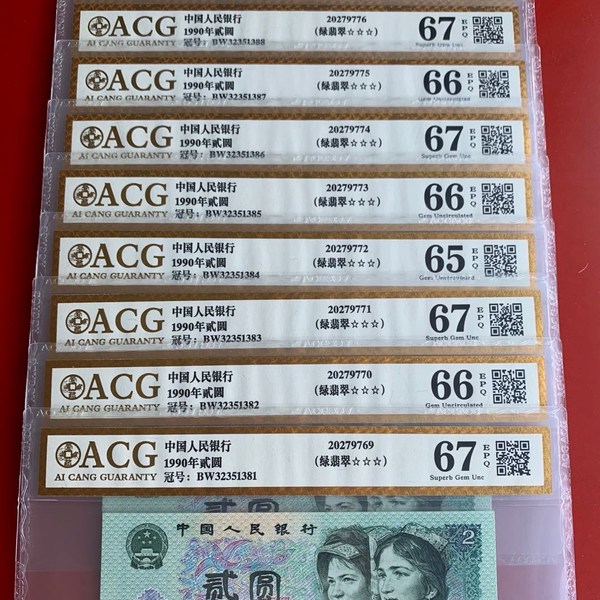 ACG
AI CANG GUARANTY
中国人民银行
1990年贰圆
冠号：BW32351388
20279776
(绿翡翠☆☆☆)
67 EPQ
Superb Gem Unc
ACG
AI CANG GUARANTY
中国人民银行
1990年贰圆
冠号：BW32351387
20279775
(绿翡翠☆☆☆)
66 EPQ
Gem Uncirculated
ACG
AI CANG GUARANTY
中国人民银行
1990年贰圆
冠号：BW32351386
20279774
(绿翡翠☆☆☆)
67 EPQ
Superb Gem Unc
ACG
AI CANG GUARANTY
中国人民银行
1990年贰圆
冠号：BW32351385
20279773
(绿翡翠☆☆☆)
66 EPQ
Gem Uncirculated
ACG
AI CANG GUARANTY
中国人民银行
1990年贰圆
冠号：BW32351384
20279772
(绿翡翠☆☆☆)
65 EPQ
Gem Uncirculated
ACG
AI CANG GUARANTY
中国人民银行
1990年贰圆
冠号：BW32351383
20279771
(绿翡翠☆☆☆)
67 EPQ
Superb Gem Unc
ACG
AI CANG GUARANTY
中国人民银行
1990年贰圆
冠号：BW32351382
20279770
(绿翡翠☆☆☆)
66 EPQ
Gem Uncirculated
ACG
AI CANG GUARANTY
中国人民银行
1990年贰圆
冠号：BW32351381
20279769
(绿翡翠☆☆☆)
67 EPQ
Superb Gem Unc
贰圆
中国人民银行
2
贰圆